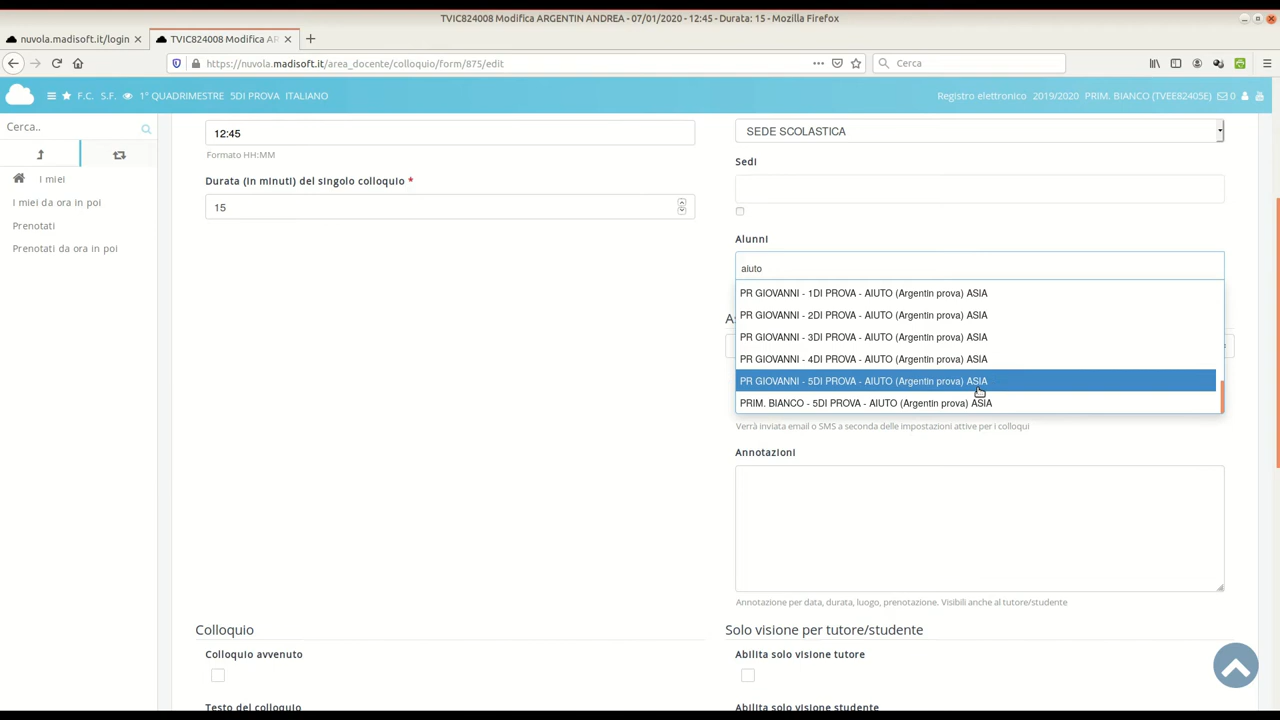 TVIC824008 Modifica ARGENTIN ANDREA - 07/01/2020 - 12:45 - Durata: 15 - Mozilla Firefox
nuvola.madisoft.it/login
TVIC824008 Modifica AR
https://nuvola.madisoft.it/area_docente/colloquio/form/875/edit
Cerca
F.C. S.F. 1° QUADRIMESTRE 5DI PROVA ITALIANO
Registro elettronico 2019/2020 PRIM. BIANCO (TVEE82405E) 0
Cerca..
I miei
I miei da ora in poi
Prenotati
Prenotati da ora in poi
12:45
Formato HH:MM
Durata (in minuti) del singolo colloquio *
15
SEDE SCOLASTICA
Sedi
Alunni
aiuto
PR GIOVANNI - 1DI PROVA - AIUTO (Argentin prova) ASIA
PR GIOVANNI - 2DI PROVA - AIUTO (Argentin prova) ASIA
PR GIOVANNI - 3DI PROVA - AIUTO (Argentin prova) ASIA
PR GIOVANNI - 4DI PROVA - AIUTO (Argentin prova) ASIA
PR GIOVANNI - 5DI PROVA - AIUTO (Argentin prova) ASIA
PRIM. BIANCO - 5DI PROVA - AIUTO (Argentin prova) ASIA
Verrà inviata email o SMS a seconda delle impostazioni attive per i colloqui
Annotazioni
Annotazione per data, durata, luogo, prenotazione. Visibili anche al tutore/studente
Colloquio
Colloquio avvenuto
Testo del colloquio
Solo visione per tutore/studente
Abilita solo visione tutore
Abilita solo visione studente